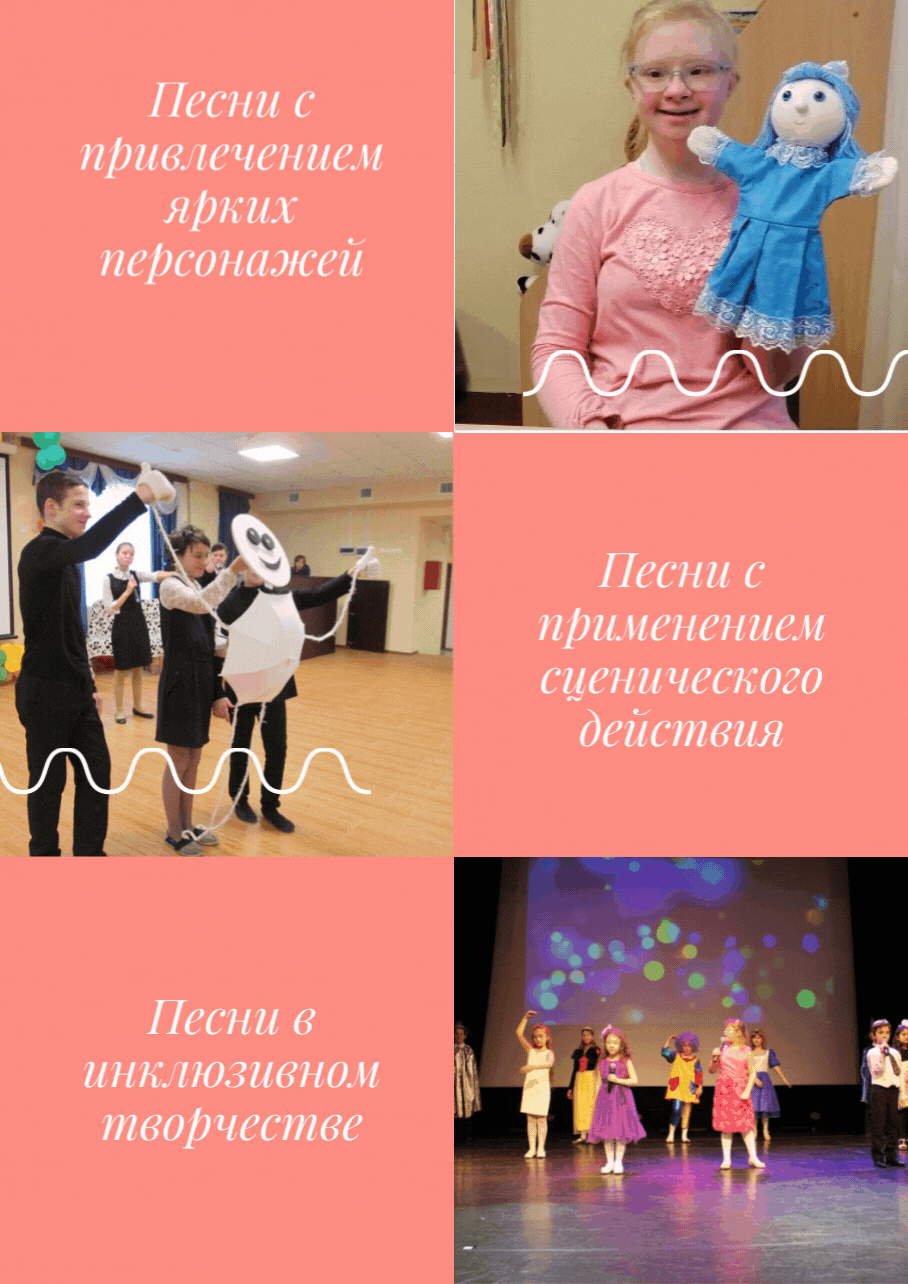 Песни с
привлечением
ярких
персонажей
Песни с
применением
сценического
действия
Песни в
инклюзивном
творчестве